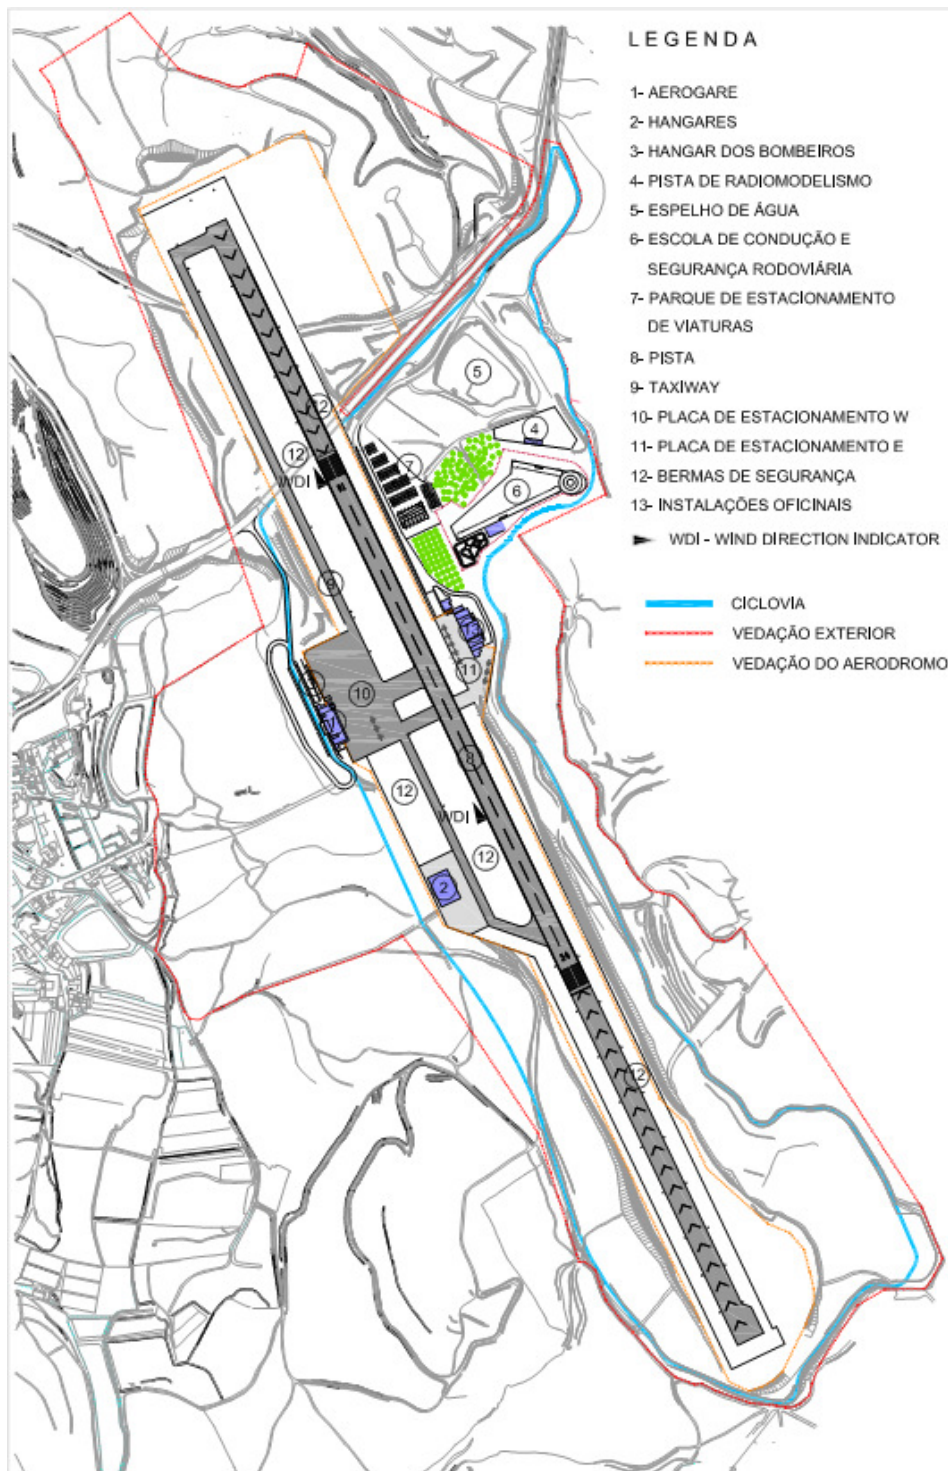 LEGENDA
1- AEROGARE
2- HANGARES
3- HANGAR DOS BOMBEIROS
4- PISTA DE RADIOMODELISMO
5- ESPELHO DE ÁGUA
6- ESCOLA DE CONDUÇÃO E
SEGURANÇA RODOVIÁRIA
7- PARQUE DE ESTACIONAMENTO
DE VIATURAS
8- PISTA
9- TAXIWAY
10- PLACA DE ESTACIONAMENTO W
11- PLACA DE ESTACIONAMENTO E
12- BERMAS DE SEGURANÇA
13- INSTALAÇÕES OFICINAIS
WDI - WIND DIRECTION INDICATOR
CICLOVIA
VEDAÇÃO EXTERIOR
VEDAÇÃO DO AERODROMO
5
12
4
12
7
WDI
6
9
11
10
8
12
WDI
12
2
12